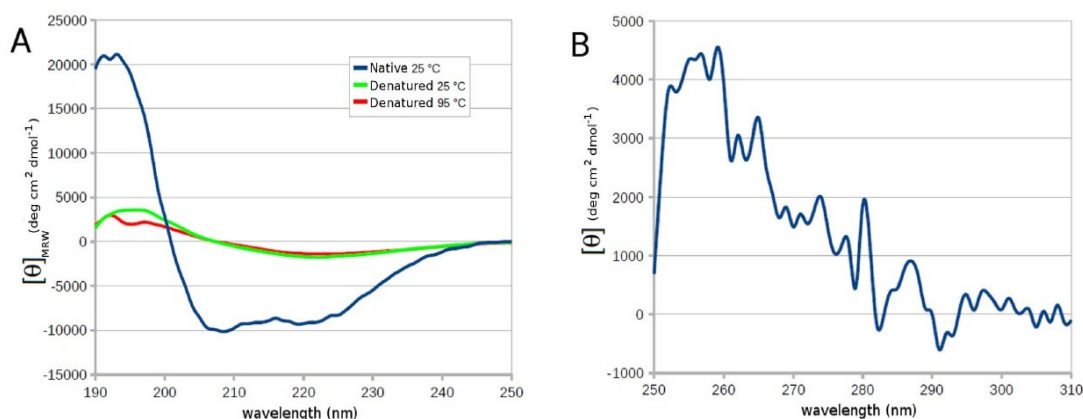 A
25000
20000
15000
10000
5000
0
-5000
-10000
-15000
190 200 210 220 230 240 250
wavelength (nm)
[θ]MRW (deg cm² dmol⁻¹)
Native 25 °C
Denatured 25 °C
Denatured 95 °C
B
5000
4000
3000
2000
1000
0
-1000
250 260 270 280 290 300 310
wavelength (nm)
[θ] (deg cm² dmol⁻¹)